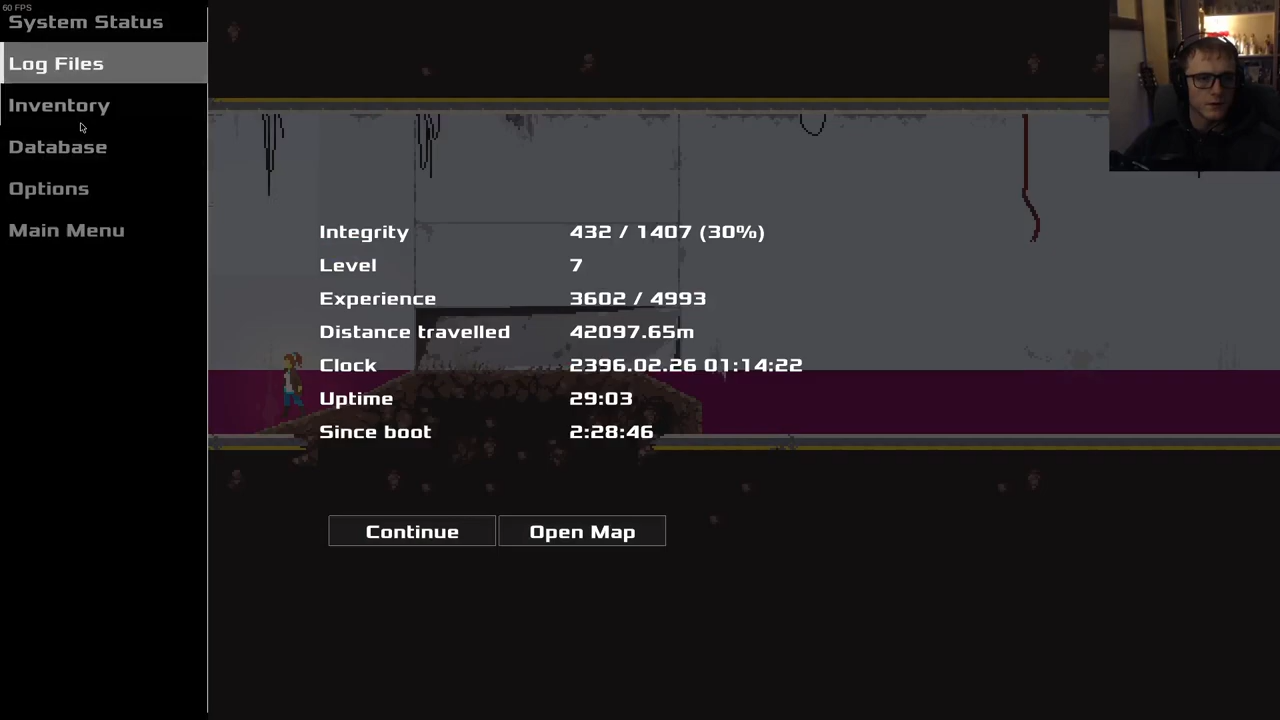 60 FPS
System Status
Log Files
Inventory
Database
Options
Main Menu
Integrity 432 / 1407 (30%)
Level 7
Experience 3602 / 4993
Distance travelled 42097.65m
Clock 2396.02.26 01:14:22
Uptime 29:03
Since boot 2:28:46
Continue Open Map